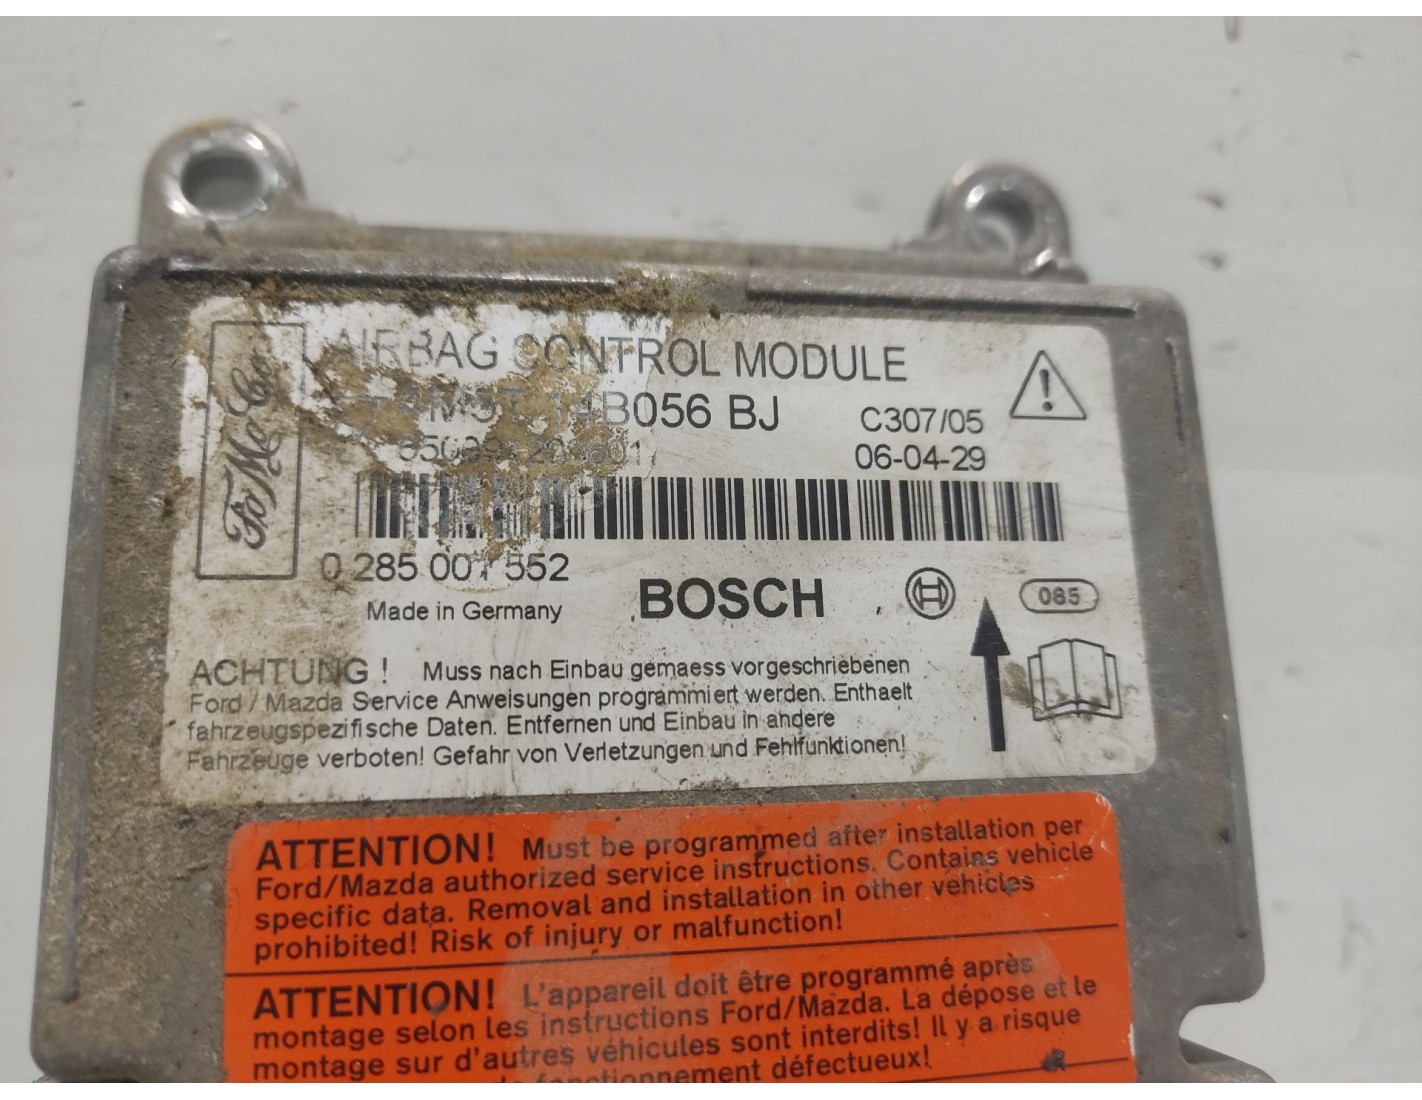 FoMoCo
AIRBAG CONTROL MODULE
4M5T 14B056 BJ
C307/05
06-04-29
0 285 001 552
Made in Germany
BOSCH
085
ACHTUNG ! Muss nach Einbau gemaess vorgeschriebenen
Ford / Mazda Service Anweisungen programmiert werden. Enthaelt
fahrzeugspezifische Daten. Entfernen und Einbau in andere
Fahrzeuge verboten! Gefahr von Verletzungen und Fehlfunktionen!
ATTENTION! Must be programmed after installation per
Ford/Mazda authorized service instructions. Contains vehicle
specific data. Removal and installation in other vehicles
prohibited! Risk of injury or malfunction!
ATTENTION! L'appareil doit être programmé après
montage selon les instructions Ford/Mazda. La dépose et le
montage sur d'autres véhicules sont interdits! Il y a risque
de fonctionnement défectueux!